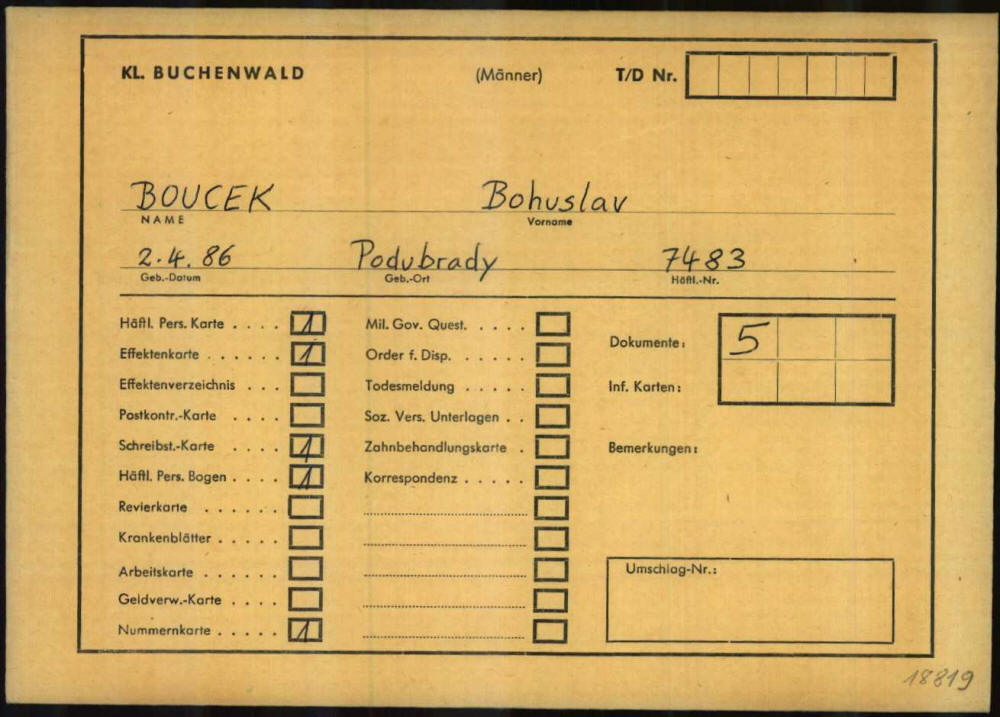 KL. BUCHENWALD (Männer) T/D Nr.
BOUCEK Bohuslav
NAME Vorname
2.4.86 Podubrady 7483
Geb.-Datum Geb.-Ort Häftl.-Nr.
Häftl. Pers. Karte . . . . 1 Mil. Gov. Quest. . . . . .
Effektenkarte . . . . . . 1 Order f. Disp. . . . . . .
Dokumente: 5
Effektenverzeichnis . . . Todesmeldung . . . . .
Inf. Karten:
Postkontr.-Karte . . . . Soz. Vers. Unterlagen . .
Schreibst.-Karte . . . . 1 Zahnbehandlungskarte .
Bemerkungen:
Häftl. Pers. Bogen . . . . 1 Korrespondenz . . . . .
Revierkarte . . . . . .
Krankenblätter . . . . .
Arbeitskarte . . . . . .
Umschlag-Nr.:
Geldverw.-Karte . . . .
Nummernkarte . . . . . 1
18819